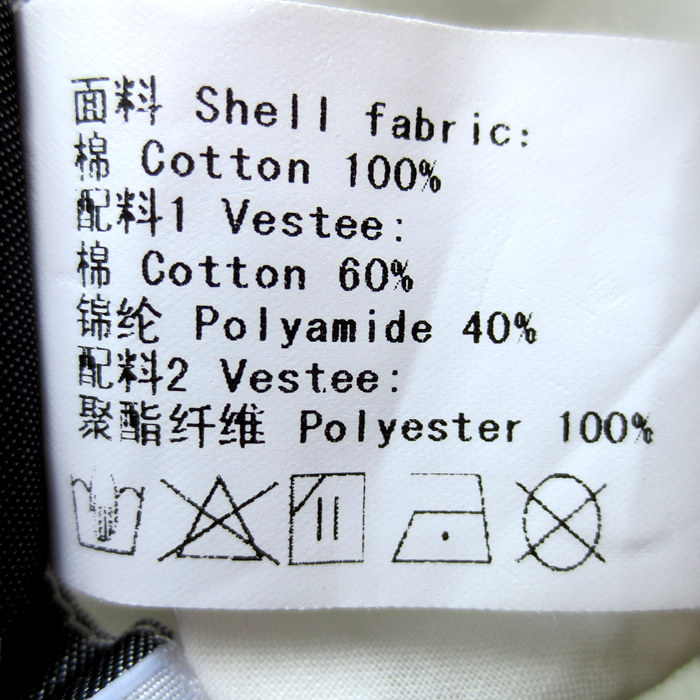 面料 Shell fabric:
棉 Cotton 100%
配料1 Vestee:
棉 Cotton 60%
锦纶 Polyamide 40%
配料2 Vestee:
聚酯纤维 Polyester 100%